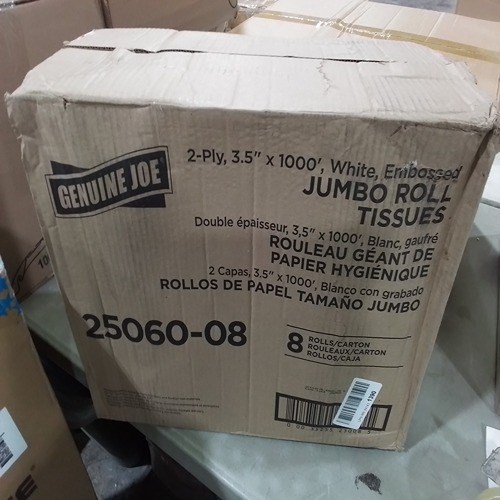 GENUINE JOE
2-Ply, 3.5" x 1000', White, Embossed
JUMBO ROLL
TISSUES
Double épaisseur, 3,5" x 1000', Blanc, gaufré
ROULEAU GÉANT DE
PAPIER HYGIÉNIQUE
2 Capas, 3.5" x 1000', Blanco con grabado
ROLLOS DE PAPEL TAMAÑO JUMBO
25060-08
8 ROLLS/CARTON
ROULEAUX/CARTON
ROLLOS/CAJA
1390